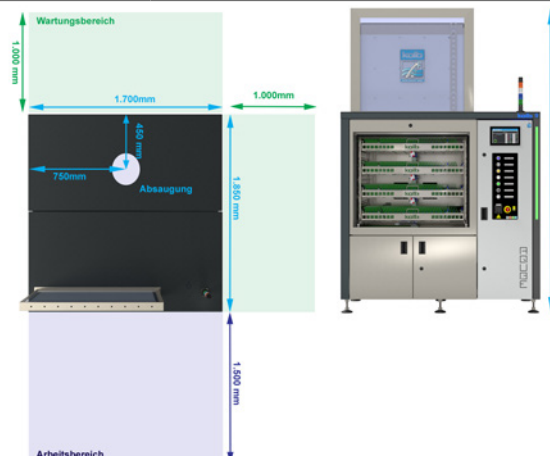 Wartungsbereich
1.000 mm
1.700mm
1.000mm
450 mm
750mm
Absaugung
1.850 mm
1.500 mm
Arbeitsbereich